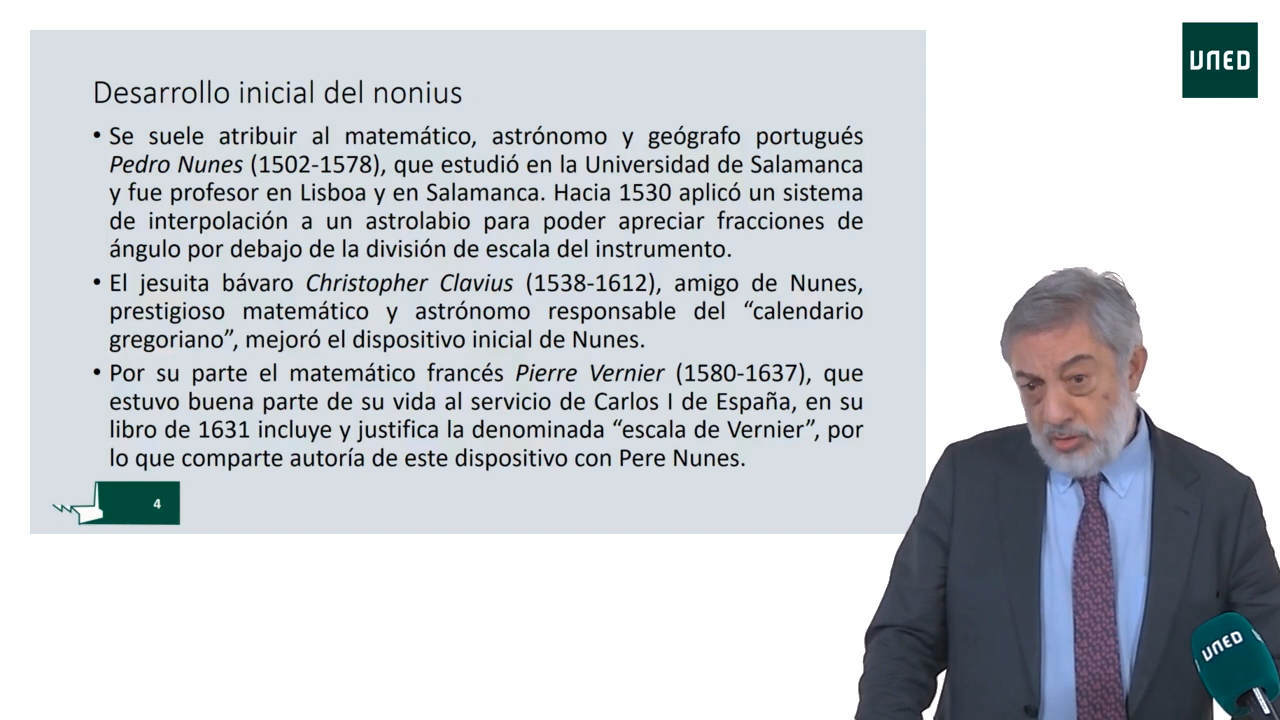 UNED
Desarrollo inicial del nonius
• Se suele atribuir al matemático, astrónomo y geógrafo portugués
Pedro Nunes (1502-1578), que estudió en la Universidad de Salamanca
y fue profesor en Lisboa y en Salamanca. Hacia 1530 aplicó un sistema
de interpolación a un astrolabio para poder apreciar fracciones de
ángulo por debajo de la división de escala del instrumento.
• El jesuita bávaro Christopher Clavius (1538-1612), amigo de Nunes,
prestigioso matemático y astrónomo responsable del “calendario
gregoriano”, mejoró el dispositivo inicial de Nunes.
• Por su parte el matemático francés Pierre Vernier (1580-1637), que
estuvo buena parte de su vida al servicio de Carlos I de España, en su
libro de 1631 incluye y justifica la denominada “escala de Vernier”, por
lo que comparte autoría de este dispositivo con Pere Nunes.
4
UNED